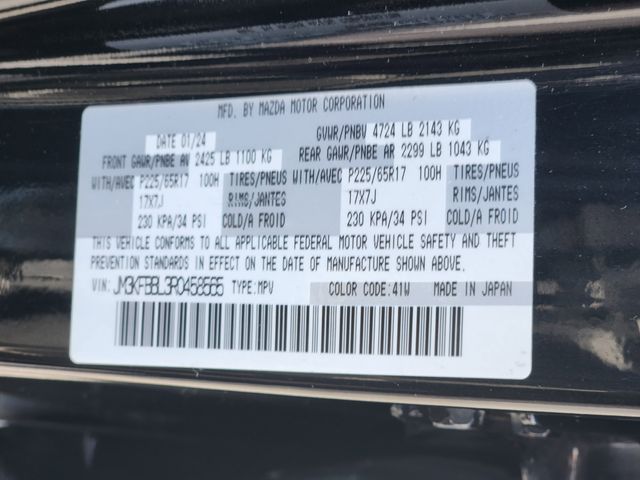 MFD. BY MAZDA MOTOR CORPORATION
DATE 01/24 GVWR/PNBV 4724 LB 2143 KG
FRONT GAWR/PNBE AV 2425 LB 1100 KG REAR GAWR/PNBE AR 2299 LB 1043 KG
WITH/AVEC P225/65R17 100H TIRES/PNEUS WITH/AVEC P225/65R17 100H TIRES/PNEUS
17X7J RIMS/JANTES 17X7J RIMS/JANTES
230 KPA/34 PSI COLD/A FROID 230 KPA/34 PSI COLD/A FROID
THIS VEHICLE CONFORMS TO ALL APPLICABLE FEDERAL MOTOR VEHICLE SAFETY AND THEFT
PREVENTION STANDARDS IN EFFECT ON THE DATE OF MANUFACTURE SHOWN ABOVE.
VIN: JM3KFBBL3R0458565 TYPE:MPV COLOR CODE:41W MADE IN JAPAN